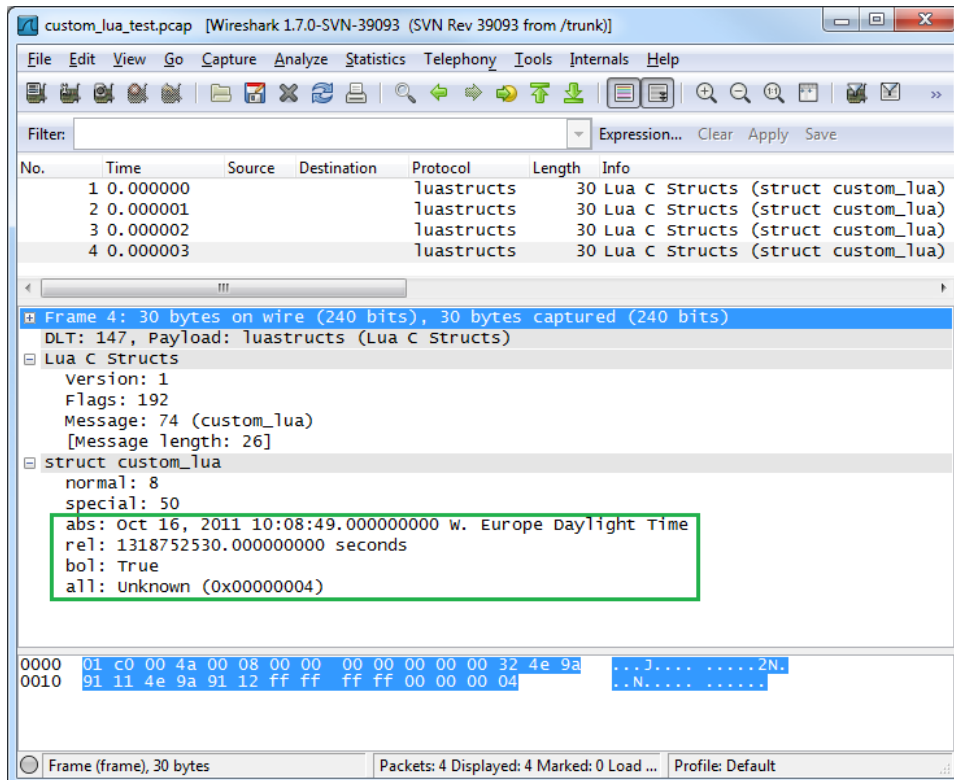 custom_lua_test.pcap [Wireshark 1.7.0-SVN-39093 (SVN Rev 39093 from /trunk)]
File Edit View Go Capture Analyze Statistics Telephony Tools Internals Help
Filter: Expression... Clear Apply Save
No. Time Source Destination Protocol Length Info
1 0.000000 luastructs 30 Lua C Structs (struct custom_lua)
2 0.000001 luastructs 30 Lua C Structs (struct custom_lua)
3 0.000002 luastructs 30 Lua C Structs (struct custom_lua)
4 0.000003 luastructs 30 Lua C Structs (struct custom_lua)
Frame 4: 30 bytes on wire (240 bits), 30 bytes captured (240 bits)
DLT: 147, Payload: luastructs (Lua C Structs)
Lua C Structs
Version: 1
Flags: 192
Message: 74 (custom_lua)
[Message length: 26]
struct custom_lua
normal: 8
special: 50
abs: Oct 16, 2011 10:08:49.000000000 W. Europe Daylight Time
rel: 1318752530.000000000 seconds
bol: True
all: Unknown (0x00000004)
0000 01 c0 00 4a 00 08 00 00 00 00 00 00 00 32 4e 9a ...J.... .....2N.
0010 91 11 4e 9a 91 12 ff ff ff ff 00 00 00 04 ..N..... ......
Frame (frame), 30 bytes Packets: 4 Displayed: 4 Marked: 0 Load ... Profile: Default